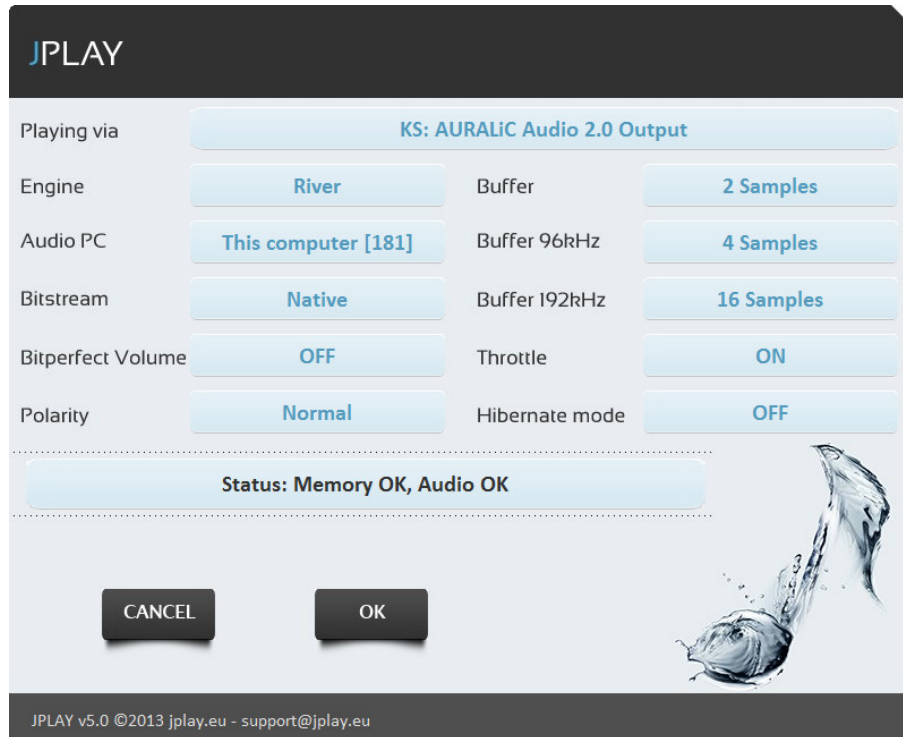 JPLAY
Playing via KS: AURALiC Audio 2.0 Output
Engine River Buffer 2 Samples
Audio PC This computer [181] Buffer 96kHz 4 Samples
Bitstream Native Buffer 192kHz 16 Samples
Bitperfect Volume OFF Throttle ON
Polarity Normal Hibernate mode OFF
Status: Memory OK, Audio OK
CANCEL OK
JPLAY v5.0 ©2013 jplay.eu - support@jplay.eu